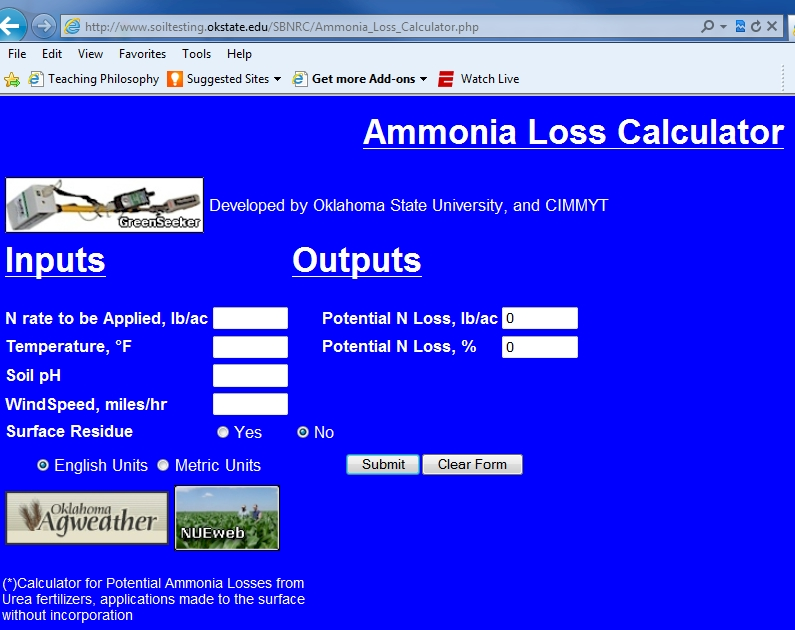 http://www.soiltesting.okstate.edu/SBNRC/Ammonia_Loss_Calculator.php
File Edit View Favorites Tools Help
Teaching Philosophy Suggested Sites Get more Add-ons Watch Live
Ammonia Loss Calculator
GreenSeeker
Developed by Oklahoma State University, and CIMMYT
Inputs Outputs
N rate to be Applied, lb/ac Potential N Loss, lb/ac 0
Temperature, °F Potential N Loss, % 0
Soil pH
WindSpeed, miles/hr
Surface Residue Yes No
English Units Metric Units Submit Clear Form
Oklahoma
Agweather
NUEweb
(*)Calculator for Potential Ammonia Losses from
Urea fertilizers, applications made to the surface
without incorporation